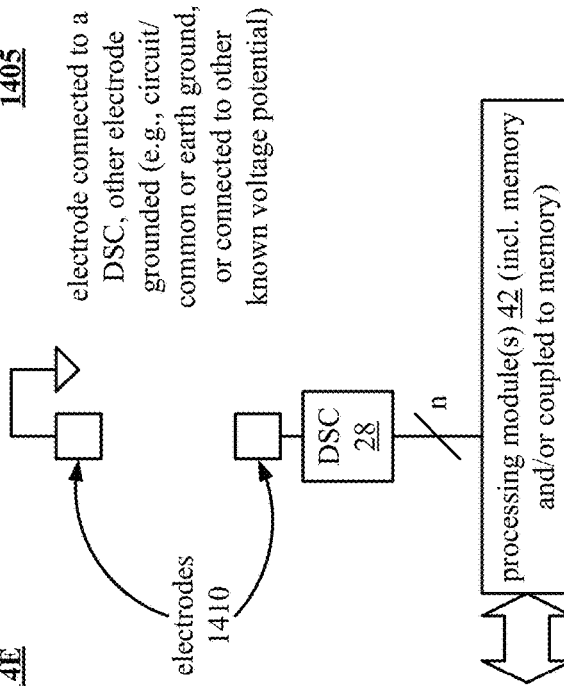 4E
1405
electrode connected to a
DSC, other electrode
grounded (e.g., circuit/
common or earth ground,
or connected to other
known voltage potential)
electrodes
1410
DSC
28
n
processing module(s) 42 (incl. memory
and/or coupled to memory)